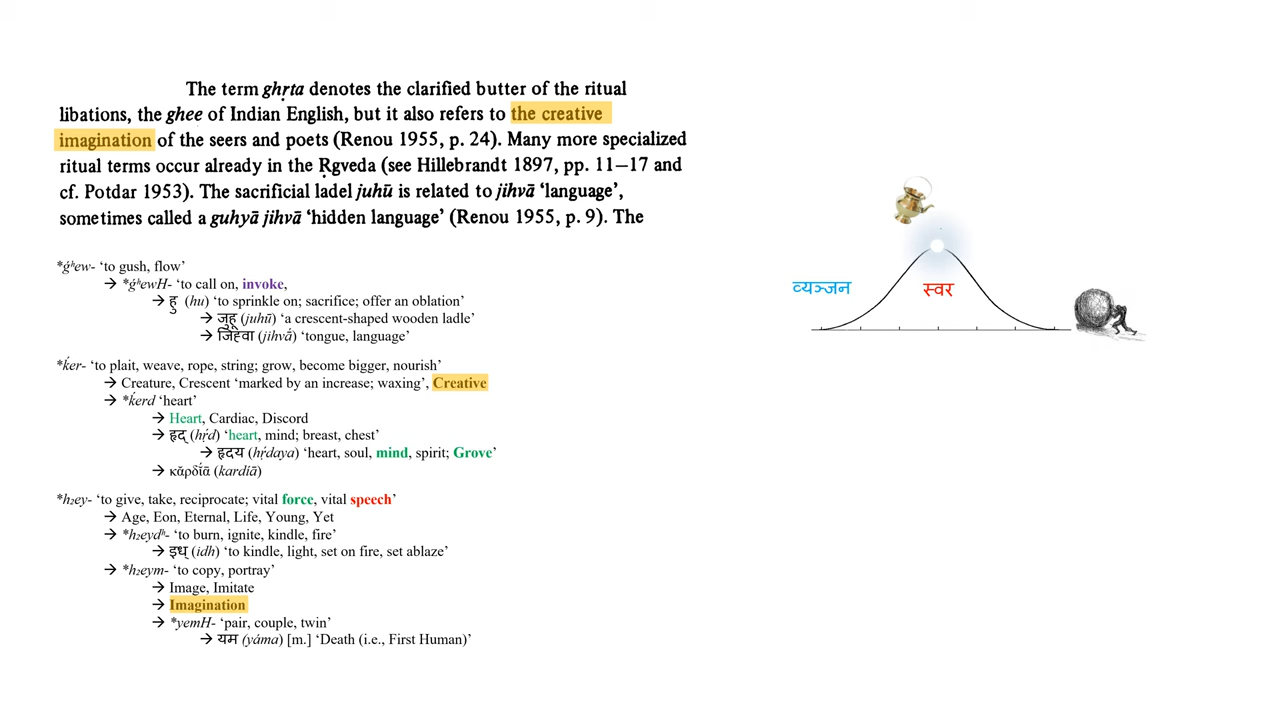 The term ghṛta denotes the clarified butter of the ritual
libations, the ghee of Indian English, but it also refers to the creative
imagination of the seers and poets (Renou 1955, p. 24). Many more specialized
ritual terms occur already in the Ṛgveda (see Hillebrandt 1897, pp. 11–17 and
cf. Potdar 1953). The sacrificial ladel juhū is related to jihvā ‘language’,
sometimes called a guhyā jihvā ‘hidden language’ (Renou 1955, p. 9). The
*ǵʰew- ‘to gush, flow’
→ *ǵʰewH- ‘to call on, invoke,
→ हु (hu) ‘to sprinkle on; sacrifice; offer an oblation’
→ जुहू (juhū) ‘a crescent-shaped wooden ladle’
→ जिह्वा (jihvā́) ‘tongue, language’
*ḱer- ‘to plait, weave, rope, string; grow, become bigger, nourish’
→ Creature, Crescent ‘marked by an increase; waxing’, Creative
→ *ḱerd ‘heart’
→ Heart, Cardiac, Discord
→ हृद् (hṛ́d) ‘heart, mind; breast, chest’
→ हृदय (hṛ́daya) ‘heart, soul, mind, spirit; Grove’
→ κᾰρδῐ́ᾱ (kardíā)
*h₂ey- ‘to give, take, reciprocate; vital force, vital speech’
→ Age, Eon, Eternal, Life, Young, Yet
→ *h₂eydʰ- ‘to burn, ignite, kindle, fire’
→ इध् (idh) ‘to kindle, light, set on fire, set ablaze’
→ *h₂eym- ‘to copy, portray’
→ Image, Imitate
→ Imagination
→ *yemH- ‘pair, couple, twin’
→ यम (yáma) [m.] ‘Death (i.e., First Human)’
व्यञ्जन
स्वर